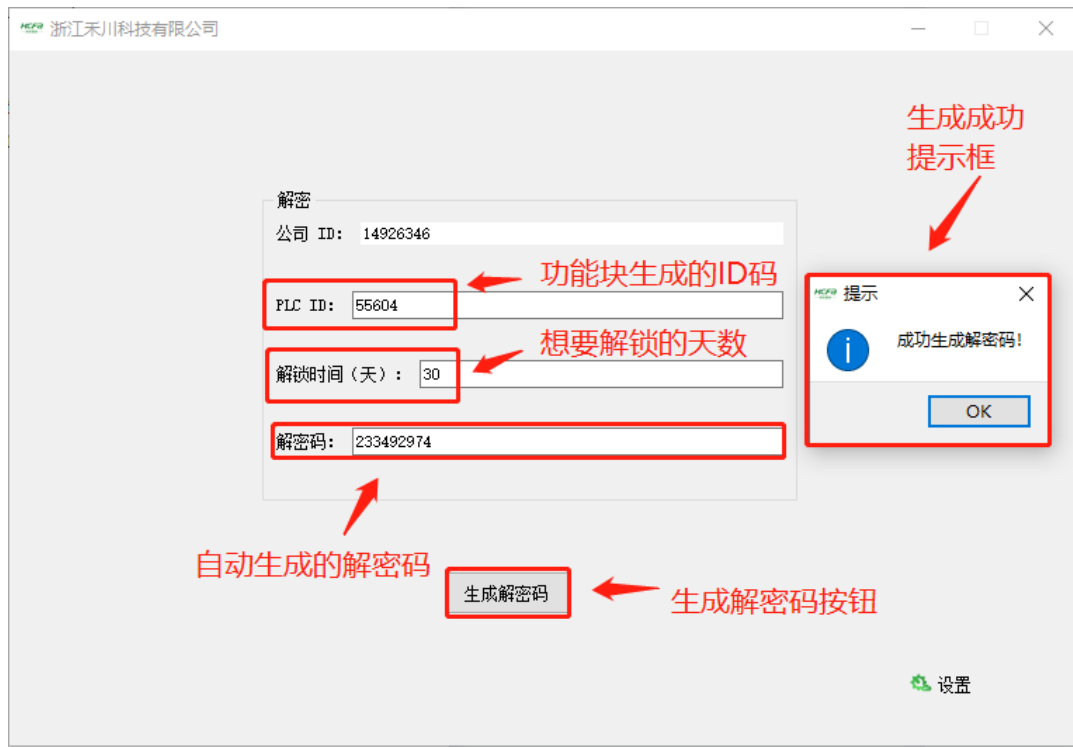 HCFA 浙江禾川科技有限公司
生成成功
提示框
解密
公司 ID: 14926346
功能块生成的ID码
PLC ID: 55604
HCFA 提示
成功生成解密码!
OK
想要解锁的天数
解锁时间（天）: 30
解密码: 233492974
自动生成的解密码
生成解密码
生成解密码按钮
设置